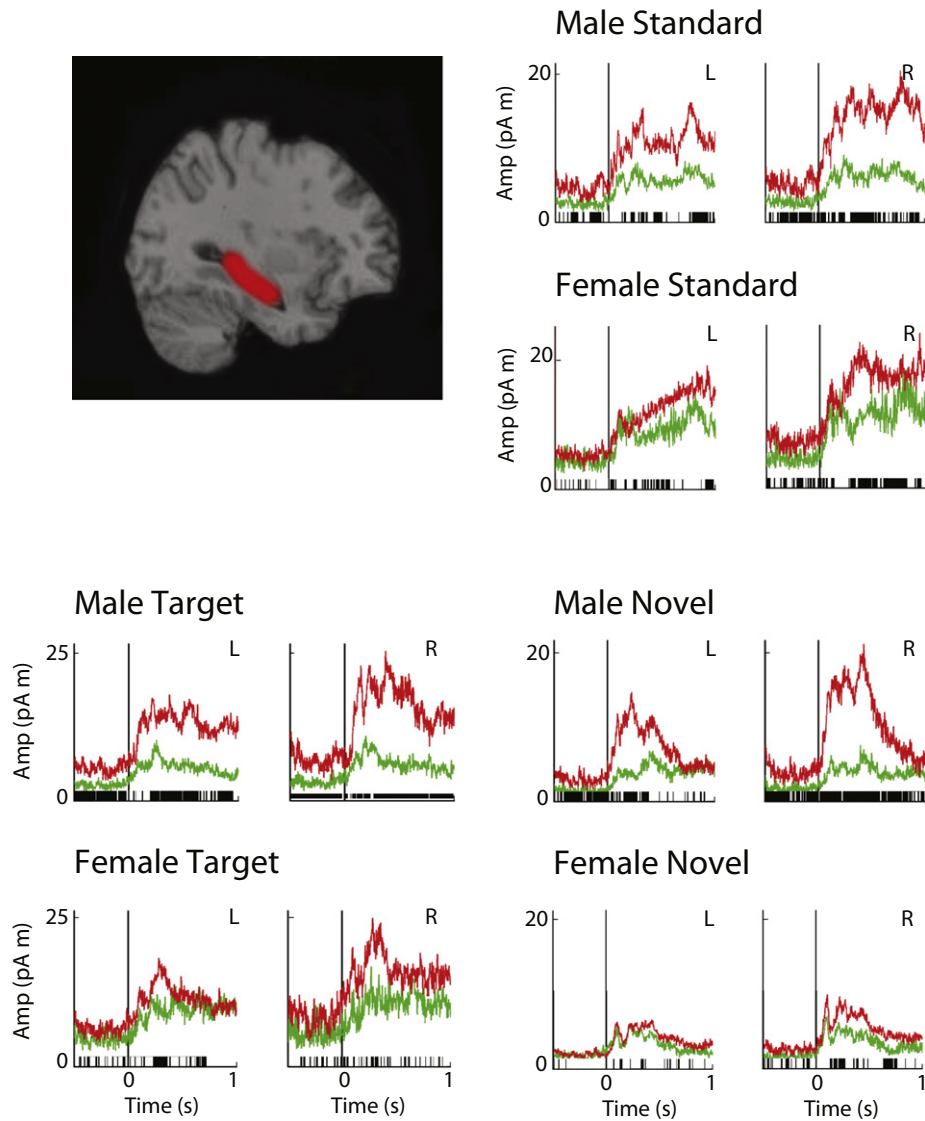 Male Standard
20 L R
Amp (pA m)
0
Female Standard
20 L R
Amp (pA m)
0
Male Target
25 L R
Amp (pA m)
0
Male Novel
20 L R
0
Female Target
25 L R
Amp (pA m)
0
0 1 0 1
Time (s) Time (s)
Female Novel
20 L R
0
0 1 0 1
Time (s) Time (s)